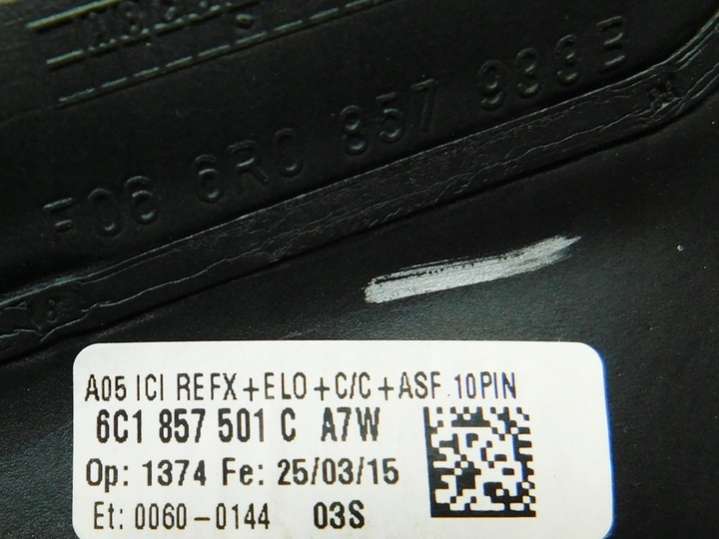 F06 6R0 857 933 B
A05 ICI REFX+ELO+C/C+ASF.10PIN
6C1 857 501 C A7W
Op: 1374 Fe: 25/03/15
Et: 0060-0144 03S